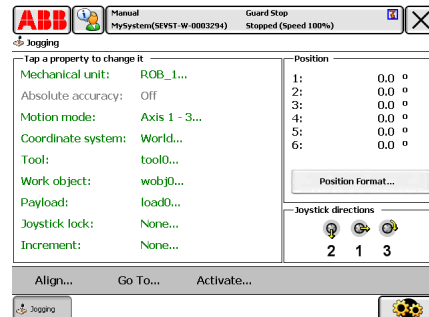 ABB
Manual
Guard Stop
MySystem(SEVST-W-0003294)
Stopped (Speed 100%)
Jogging
Tap a property to change it
Mechanical unit: ROB_1...
Absolute accuracy: Off
Motion mode: Axis 1 - 3...
Coordinate system: World...
Tool: tool0...
Work object: wobj0...
Payload: load0...
Joystick lock: None...
Increment: None...
Position
1: 0.0 º
2: 0.0 º
3: 0.0 º
4: 0.0 º
5: 0.0 º
6: 0.0 º
Position Format...
Joystick directions
2 1 3
Align... Go To... Activate...
Jogging